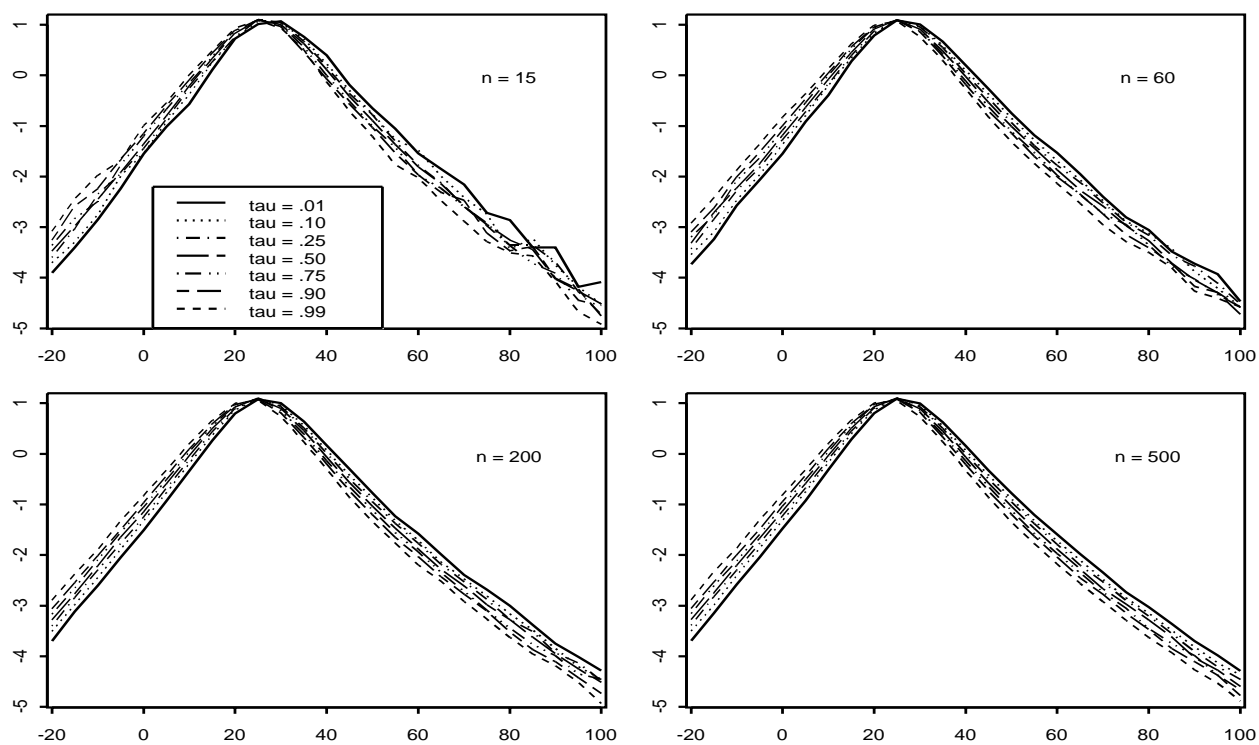 1
0
-1
-2
-3
-4
-5
n = 15
tau = .01
tau = .10
tau = .25
tau = .50
tau = .75
tau = .90
tau = .99
-20 0 20 40 60 80 100
1
0
-1
-2
-3
-4
-5
n = 60
-20 0 20 40 60 80 100
1
0
-1
-2
-3
-4
-5
n = 200
-20 0 20 40 60 80 100
1
0
-1
-2
-3
-4
-5
n = 500
-20 0 20 40 60 80 100